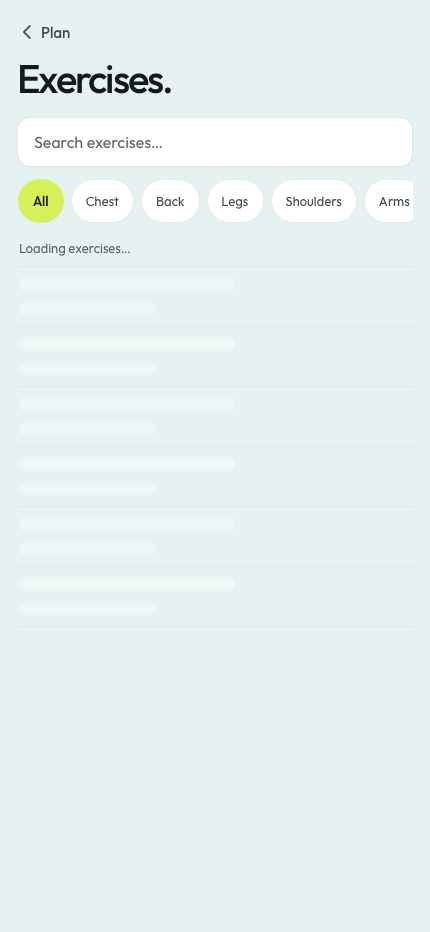 Plan
Exercises.
Search exercises...
All Chest Back Legs Shoulders Arms
Loading exercises...